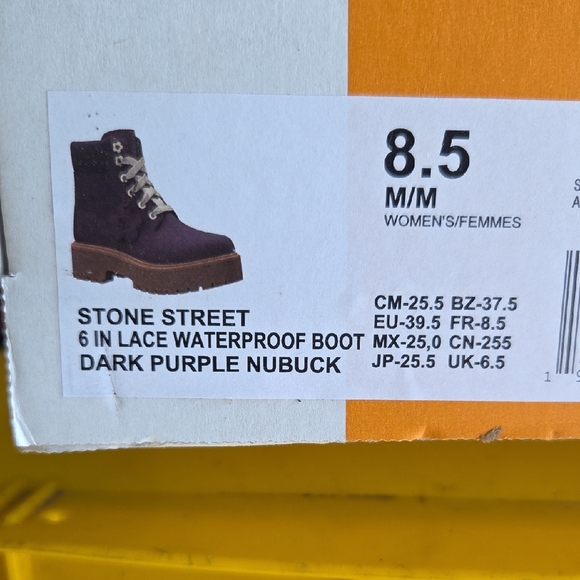 8.5
M/M
WOMEN'S/FEMMES
STONE STREET
6 IN LACE WATERPROOF BOOT
DARK PURPLE NUBUCK
CM-25.5 BZ-37.5
EU-39.5 FR-8.5
MX-25,0 CN-255
JP-25.5 UK-6.5